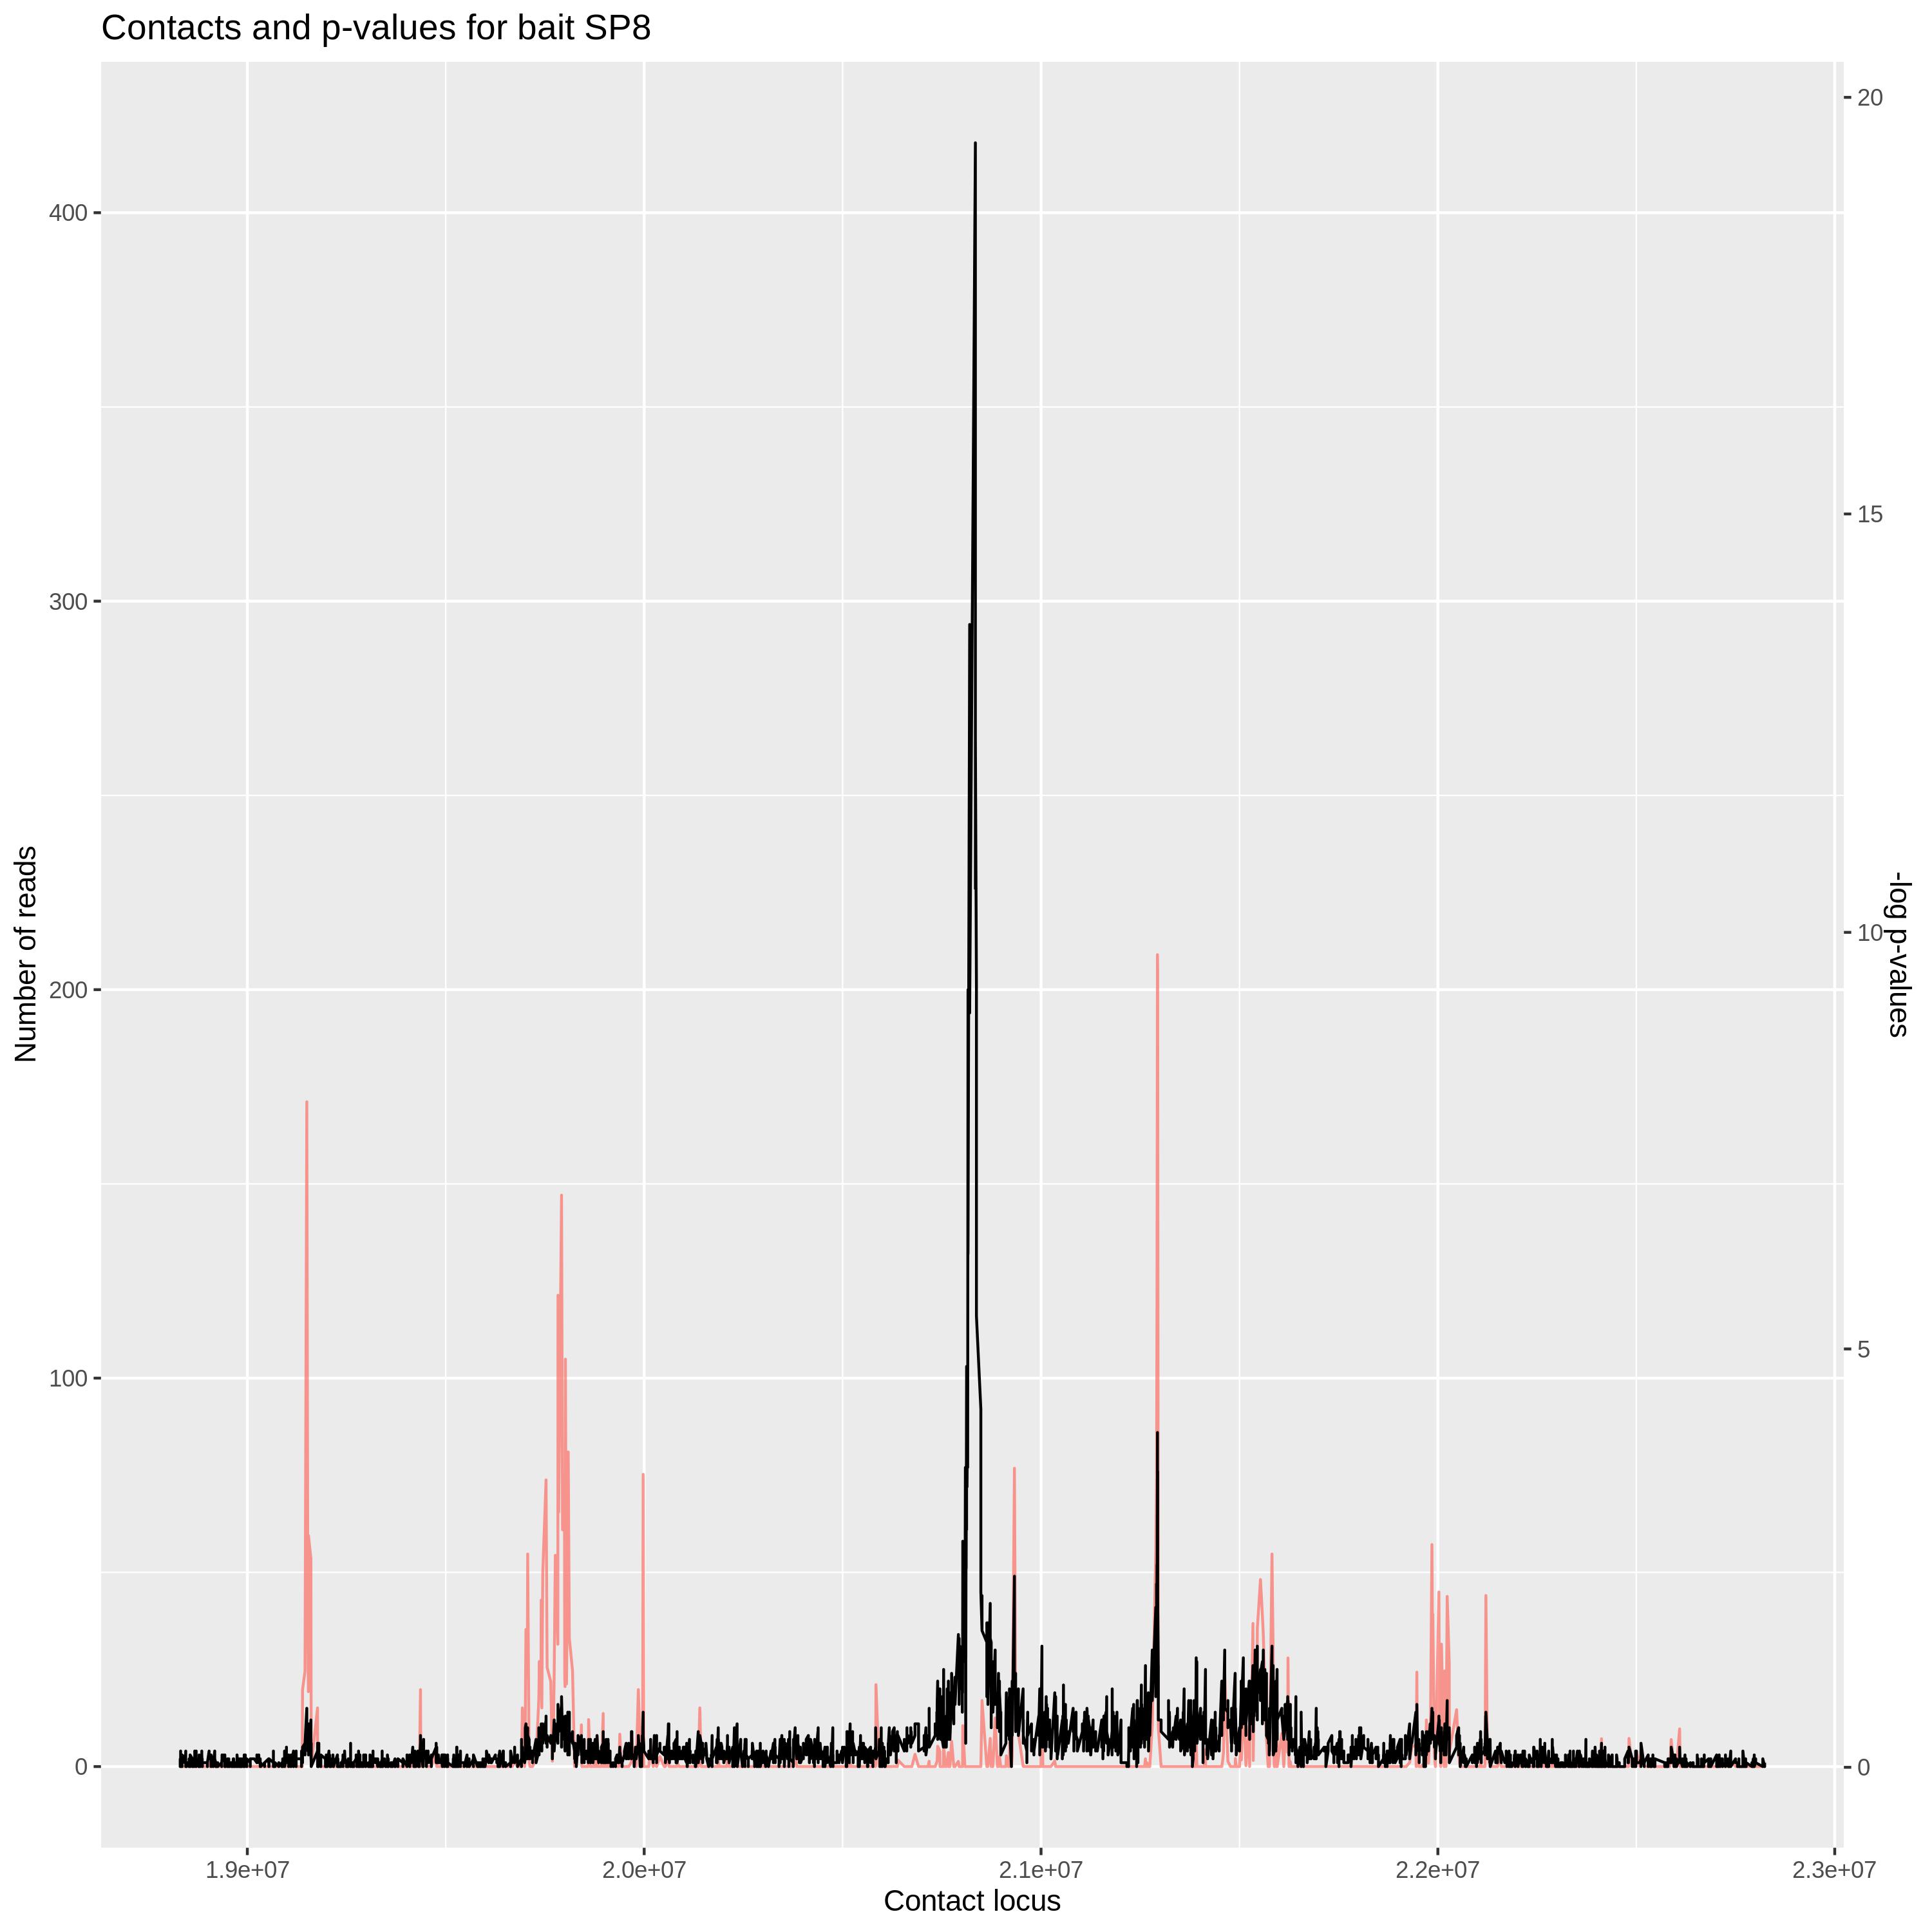 Contacts and p-values for bait SP8
Number of reads
400
300
200
100
0
20
15
10
5
0
-log p-values
1.9e+07 2.0e+07 2.1e+07 2.2e+07 2.3e+07
Contact locus